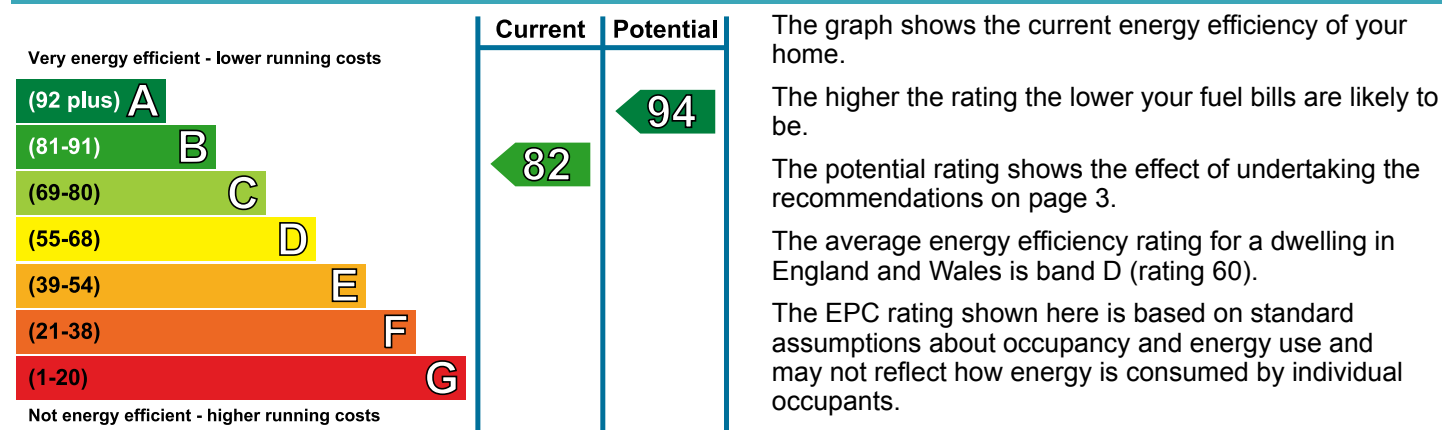 Current Potential
Very energy efficient - lower running costs
(92 plus) A
94
(81-91) B
82
(69-80) C
(55-68) D
(39-54) E
(21-38) F
(1-20) G
Not energy efficient - higher running costs
The graph shows the current energy efficiency of your
home.
The higher the rating the lower your fuel bills are likely to
be.
The potential rating shows the effect of undertaking the
recommendations on page 3.
The average energy efficiency rating for a dwelling in
England and Wales is band D (rating 60).
The EPC rating shown here is based on standard
assumptions about occupancy and energy use and
may not reflect how energy is consumed by individual
occupants.